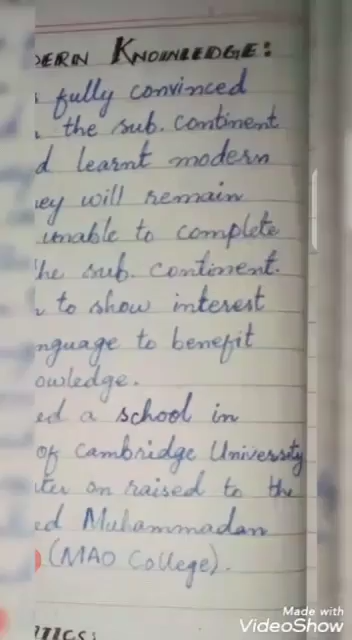 DERN KNOWLEDGE:
fully convinced
the sub. continent
d learnt modern
ey will remain
unable to complete
he sub. continent.
to show interest
nguage to benefit
owledge.
ed a school in
of Cambridge University
ter on raised to the
ed Muhammadan
(MAO College).
TICS:
Made with
VideoShow